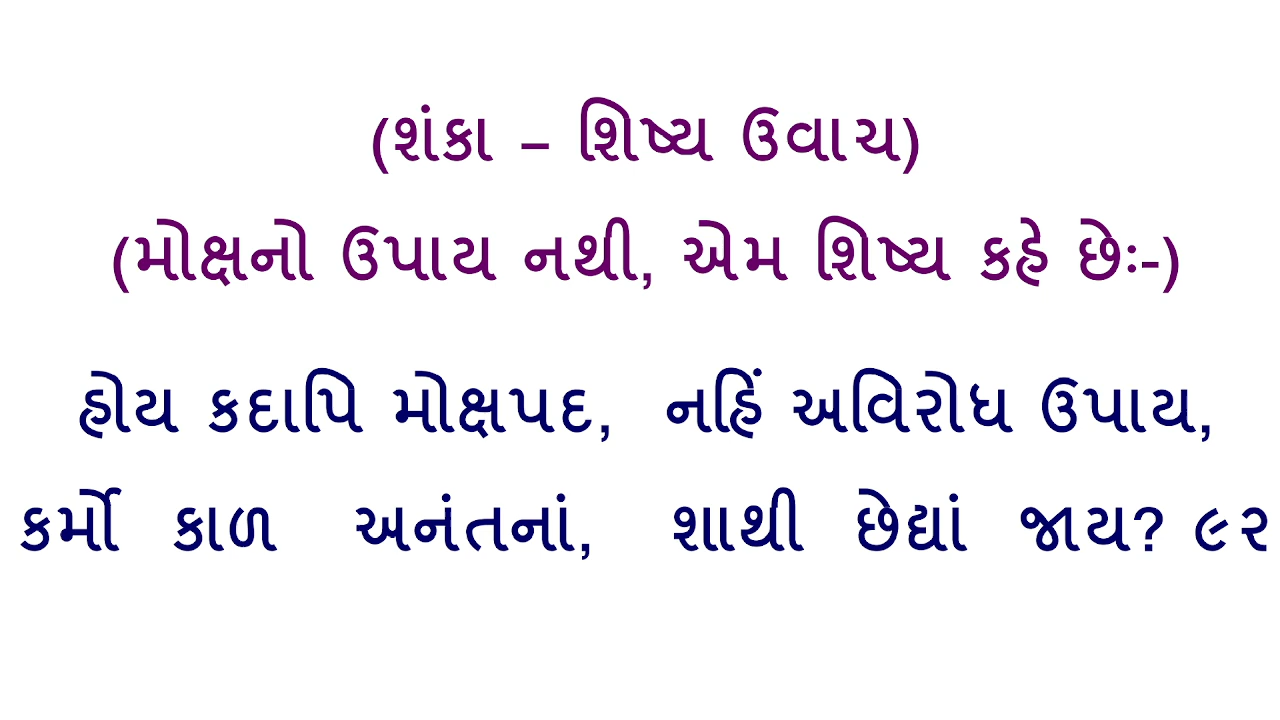 (શંકા – શિષ્ય ઉવાચ)
(મોક્ષનો ઉપાય નથી, એમ શિષ્ય કહે છેઃ-)
હોય કદાપિ મોક્ષપદ, નહિં અવિરોધ ઉપાય,
કર્મો કાળ અનંતનાં, શાથી છેદ્યાં જાય? ૯૨